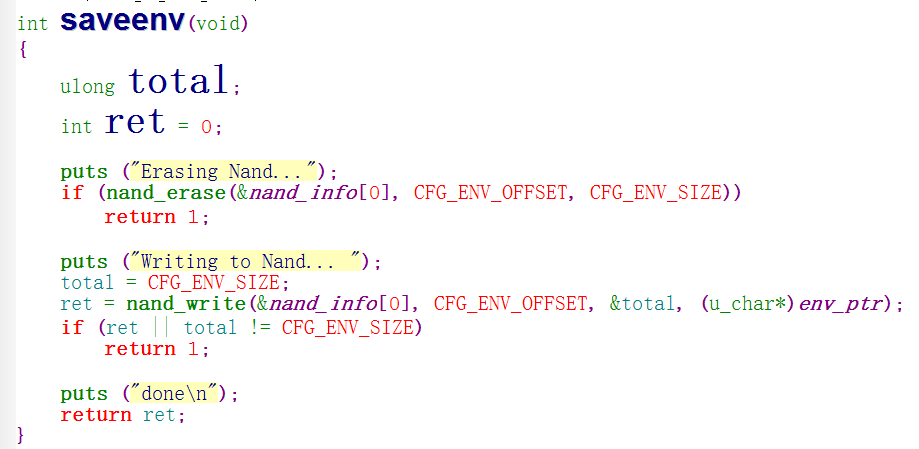 int saveenv(void)
{
    ulong total;
    int ret = 0;

    puts ("Erasing Nand...");
    if (nand_erase(&nand_info[0], CFG_ENV_OFFSET, CFG_ENV_SIZE))
        return 1;

    puts ("Writing to Nand... ");
    total = CFG_ENV_SIZE;
    ret = nand_write(&nand_info[0], CFG_ENV_OFFSET, &total, (u_char*)env_ptr);
    if (ret || total != CFG_ENV_SIZE)
        return 1;

    puts ("done\n");
    return ret;
}